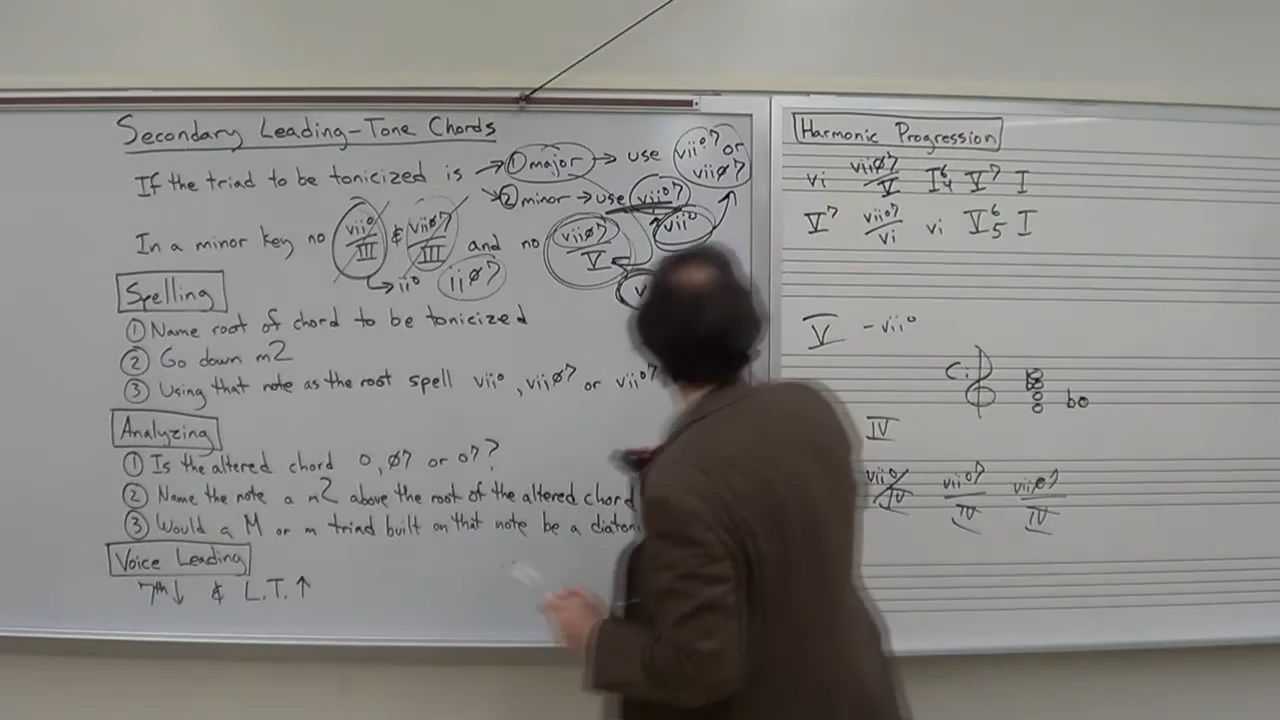 Secondary Leading-Tone Chords
If the triad to be tonicized is → ① major → use vii°7 or viiø7
② minor → use vii°7
vii°
In a minor key no vii°/III & viiø7/III and no viiø7/V
→ ii° iiø7
Spelling
① Name root of chord to be tonicized
② Go down m2
③ Using that note as the root spell vii°, viiø7 or vii°7
Analyzing
① Is the altered chord o, ø7 or o7?
② Name the note a m2 above the root of the altered chord
③ Would a M or m triad built on that note be a
Voice Leading
7th↓ & L.T.↑
Harmonic Progression
vi viiø7/V I6/4 V7 I
V7 vii°7/vi vi V6/5 I
V - vii°
C: bo
IV
vii°/IV vii°7/IV viiø7/IV